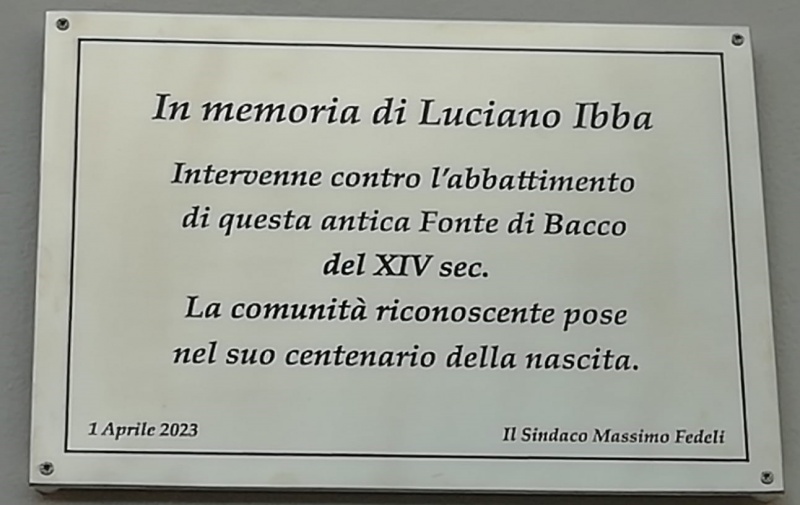 In memoria di Luciano Ibba
Intervenne contro l'abbattimento
di questa antica Fonte di Bacco
del XIV sec.
La comunità riconoscente pose
nel suo centenario della nascita.
1 Aprile 2023
Il Sindaco Massimo Fedeli